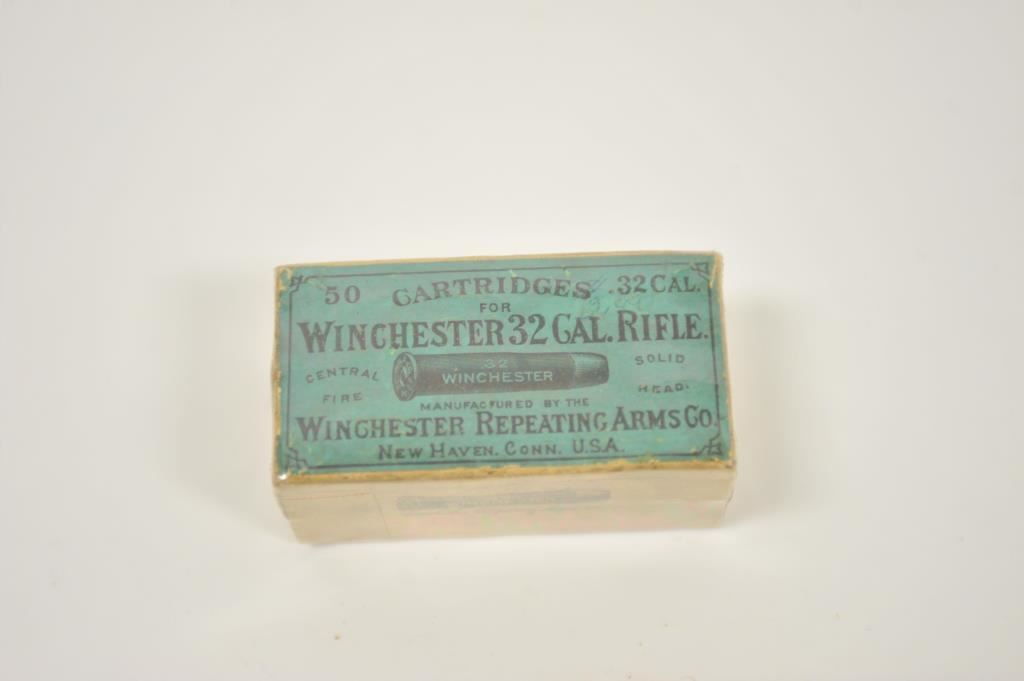 50 CARTRIDGES .32 CAL.
FOR
WINCHESTER 32 CAL. RIFLE.
CENTRAL FIRE
32 WINCHESTER
SOLID HEAD.
MANUFACTURED BY THE
WINCHESTER REPEATING ARMS CO.
NEW HAVEN. CONN. U.S.A.